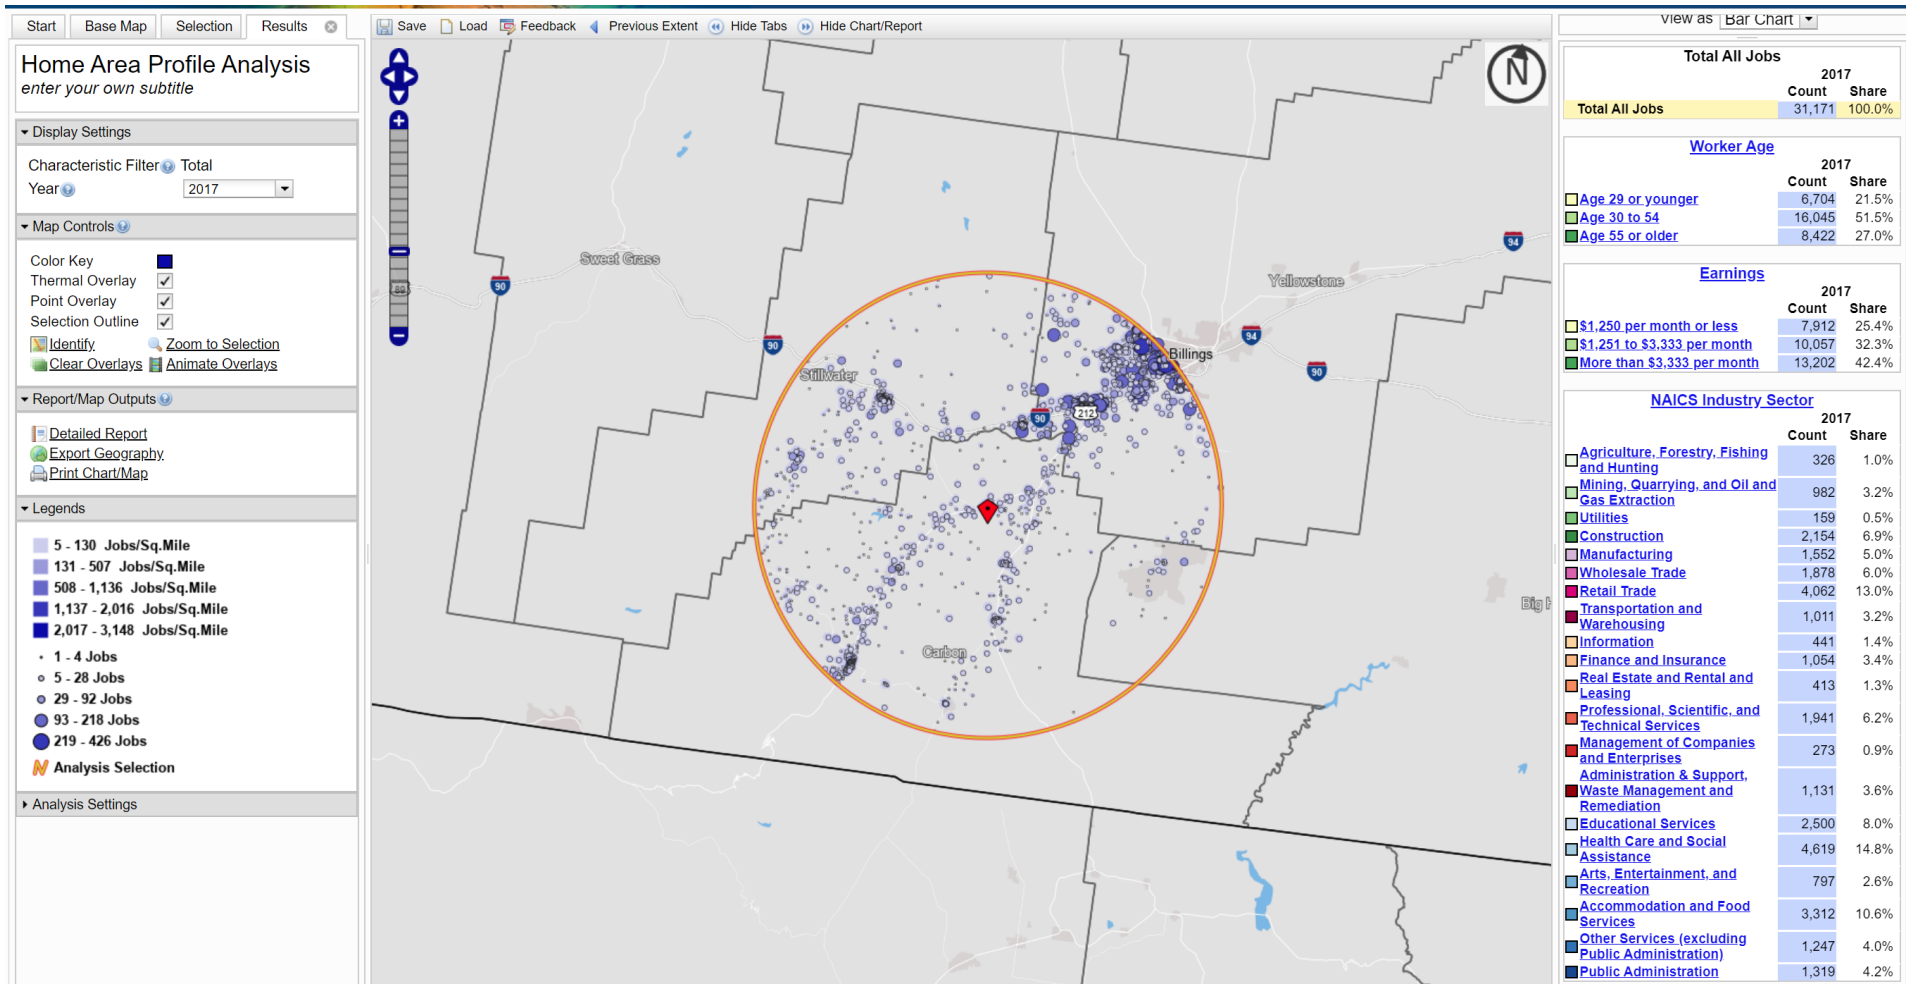 Start
Base Map
Selection
Results
Save
Load
Feedback
Previous Extent
Hide Tabs
Hide Chart/Report
View as Bar Chart
Home Area Profile Analysis
enter your own subtitle
Display Settings
Characteristic Filter Total
Year 2017
Map Controls
Color Key
Thermal Overlay
Point Overlay
Selection Outline
Identify Zoom to Selection
Clear Overlays Animate Overlays
Report/Map Outputs
Detailed Report
Export Geography
Print Chart/Map
Legends
5 - 130 Jobs/Sq.Mile
131 - 507 Jobs/Sq.Mile
508 - 1,136 Jobs/Sq.Mile
1,137 - 2,016 Jobs/Sq.Mile
2,017 - 3,148 Jobs/Sq.Mile
1 - 4 Jobs
5 - 28 Jobs
29 - 92 Jobs
93 - 218 Jobs
219 - 426 Jobs
Analysis Selection
Analysis Settings
N
94
Sweet Grass
Yellowstone
90
89
94
90
Billings
90
Stillwater
212
90
Big H
Carbon
Total All Jobs
2017
Count Share
Total All Jobs 31,171 100.0%
Worker Age
2017
Count Share
Age 29 or younger 6,704 21.5%
Age 30 to 54 16,045 51.5%
Age 55 or older 8,422 27.0%
Earnings
2017
Count Share
$1,250 per month or less 7,912 25.4%
$1,251 to $3,333 per month 10,057 32.3%
More than $3,333 per month 13,202 42.4%
NAICS Industry Sector
2017
Count Share
Agriculture, Forestry, Fishing
and Hunting 326 1.0%
Mining, Quarrying, and Oil and
Gas Extraction 982 3.2%
Utilities 159 0.5%
Construction 2,154 6.9%
Manufacturing 1,552 5.0%
Wholesale Trade 1,878 6.0%
Retail Trade 4,062 13.0%
Transportation and
Warehousing 1,011 3.2%
Information 441 1.4%
Finance and Insurance 1,054 3.4%
Real Estate and Rental and
Leasing 413 1.3%
Professional, Scientific, and
Technical Services 1,941 6.2%
Management of Companies
and Enterprises 273 0.9%
Administration & Support,
Waste Management and 1,131 3.6%
Remediation
Educational Services 2,500 8.0%
Health Care and Social
Assistance 4,619 14.8%
Arts, Entertainment, and
Recreation 797 2.6%
Accommodation and Food
Services 3,312 10.6%
Other Services (excluding
Public Administration) 1,247 4.0%
Public Administration 1,319 4.2%